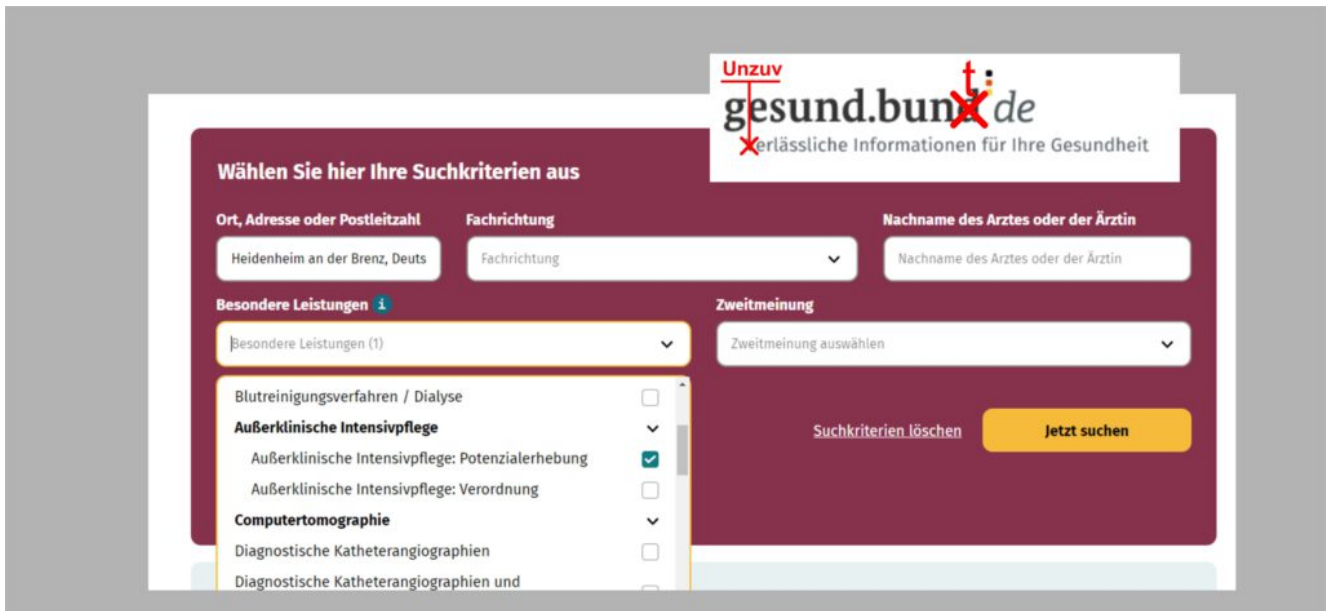 Unzuv
t
gesund.bund.de
Verlässliche Informationen für Ihre Gesundheit
Wählen Sie hier Ihre Suchkriterien aus
Ort, Adresse oder Postleitzahl Fachrichtung Nachname des Arztes oder der Ärztin
Heidenheim an der Brenz, Deuts Fachrichtung Nachname des Arztes oder der Ärztin
Besondere Leistungen i Zweitmeinung
Besondere Leistungen (1) Zweitmeinung auswählen
Blutreinigungsverfahren / Dialyse
Außerklinische Intensivpflege
Suchkriterien löschen Jetzt suchen
Außerklinische Intensivpflege: Potenzialerhebung
Außerklinische Intensivpflege: Verordnung
Computertomographie
Diagnostische Katheterangiographien
Diagnostische Katheterangiographien und